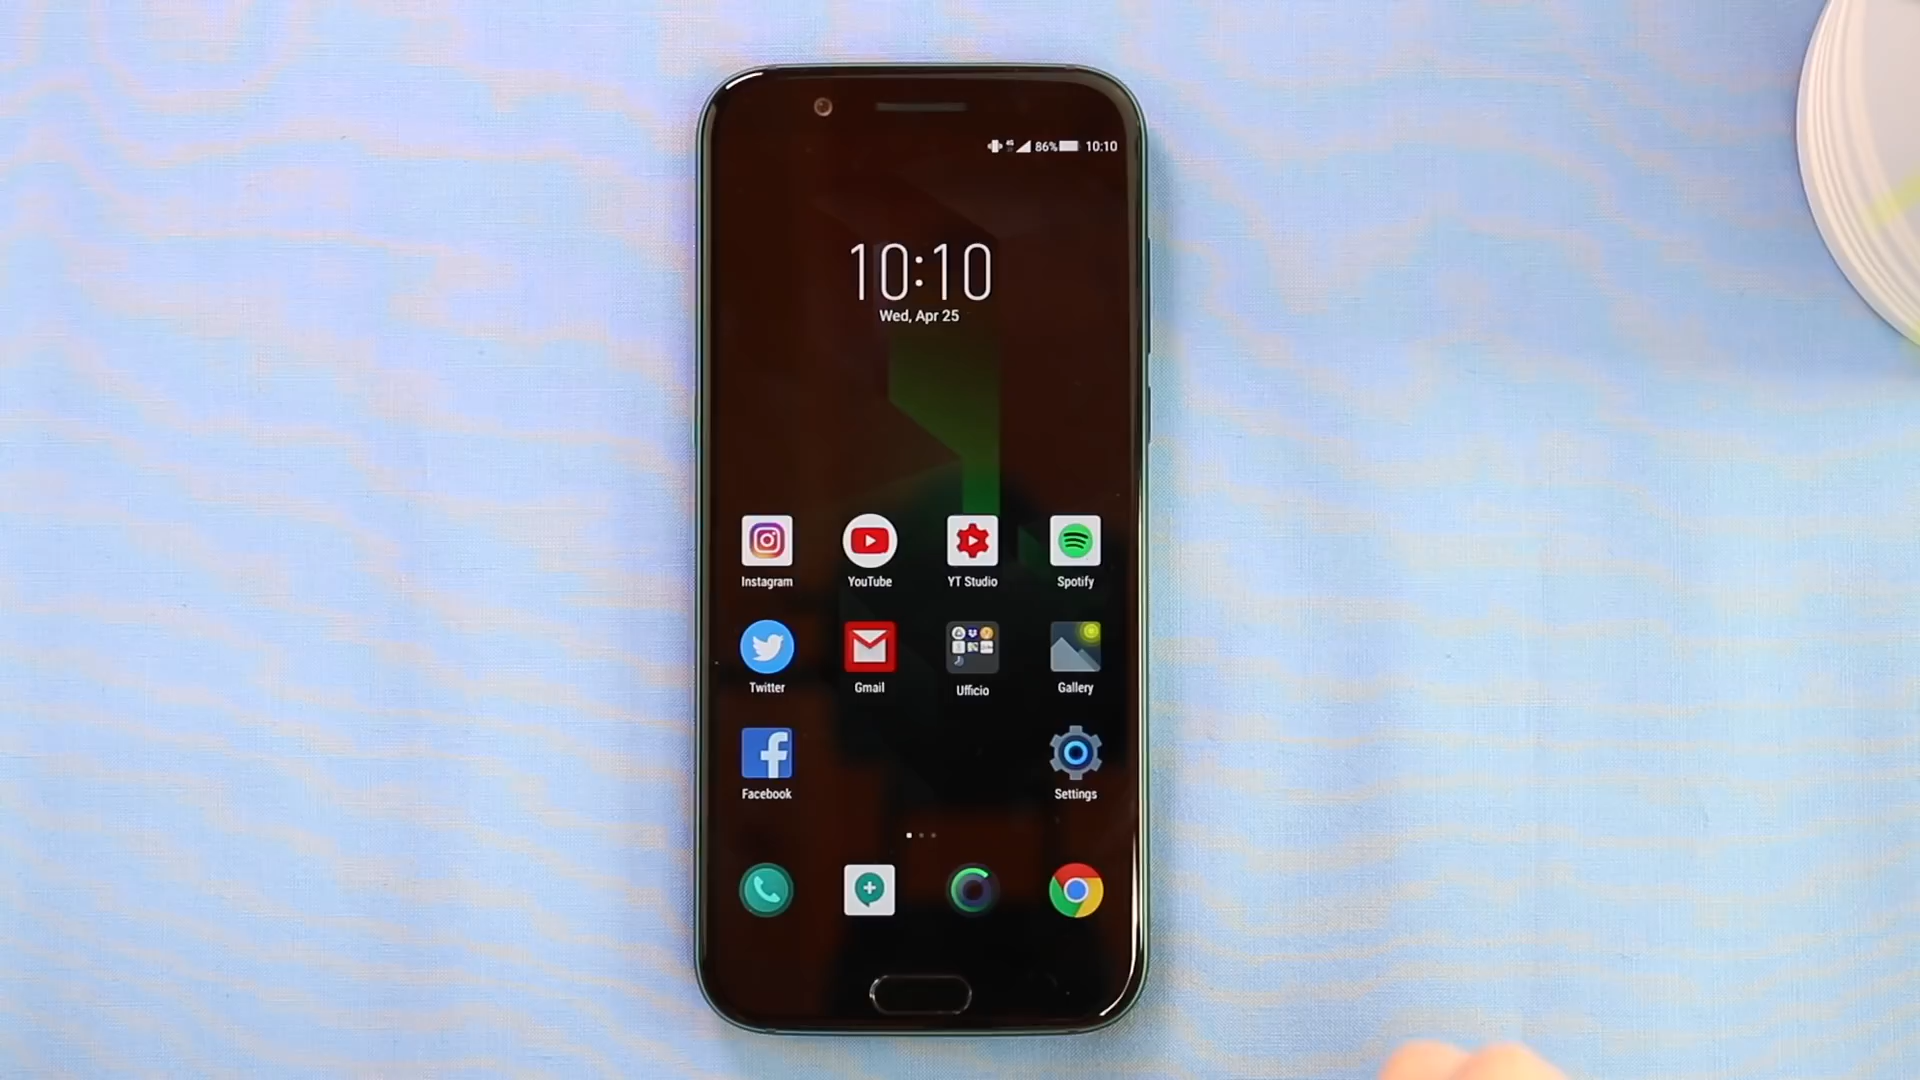 4G 86% 10:10
10:10
Wed, Apr 25
Instagram YouTube YT Studio Spotify
Twitter Gmail Ufficio Gallery
Facebook Settings